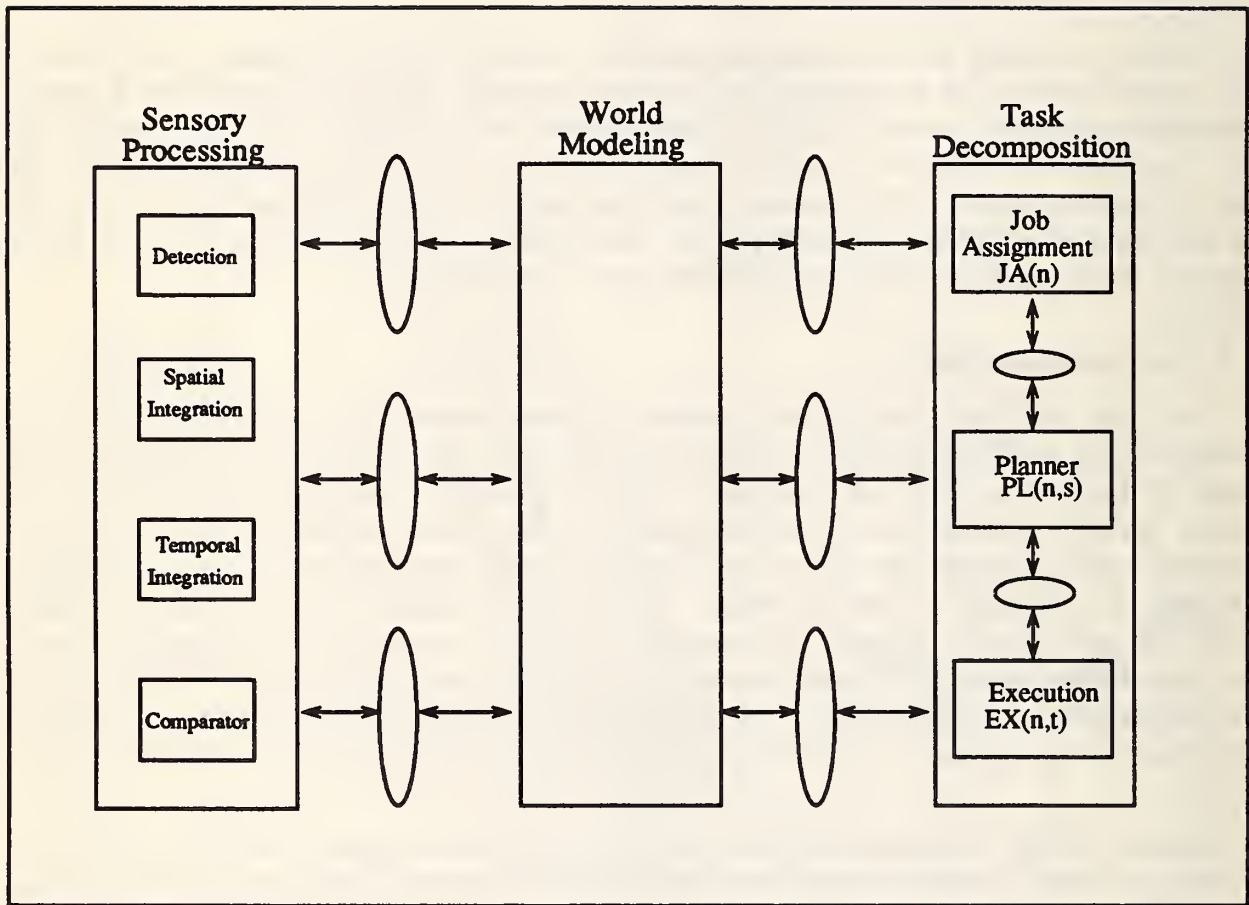 Sensory
Processing
World
Modeling
Task
Decomposition
Detection
Spatial
Integration
Temporal
Integration
Comparator
Job
Assignment
JA(n)
Planner
PL(n,s)
Execution
EX(n,t)